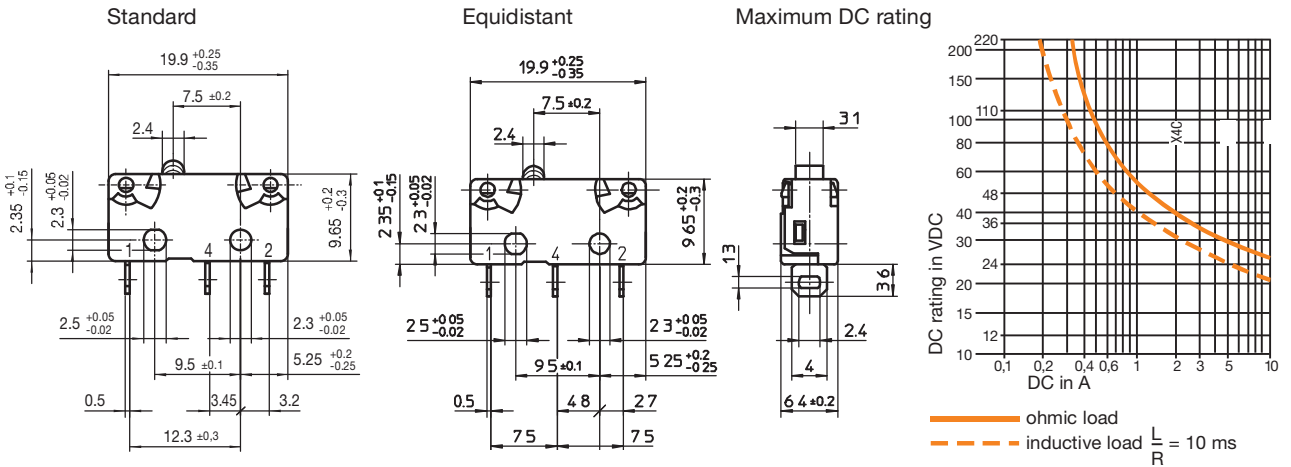 Standard
19.9 +0.25 -0.35
7.5 ±0.2
2.4
2.35 +0.1 -0.15
2.3 +0.05 -0.02
9.65 +0.2 -0.3
1 4 2
2.5 +0.05 -0.02
2.3 +0.05 -0.02
9.5 ±0.1
5.25 +0.2 -0.25
0.5
3.45
3.2
12.3 ±0,3
Equidistant
19.9 +0.25 -0 35
7.5 ±0.2
2.4
2 35 +0 1 -0.15
2 3 +0.05 -0.02
9 65 +0.2 -0.3
1 4 2
2 5 +0 05 -0.02
2 3 +0 05 -0.02
9 5 ±0.1
5 25 +0.2 -0 25
0.5
4 8
2 7
7 5
7 5
3 1
1 3
3 6
2.4
4
6 4 ±0.2
Maximum DC rating
DC rating in VDC
220
200
150
110
100
80
60
48
40
36
30
24
20
15
12
10
X4C
0,1 0,2 0,4 0,6 1 2 3 5 10
DC in A
ohmic load
inductive load L/R = 10 ms